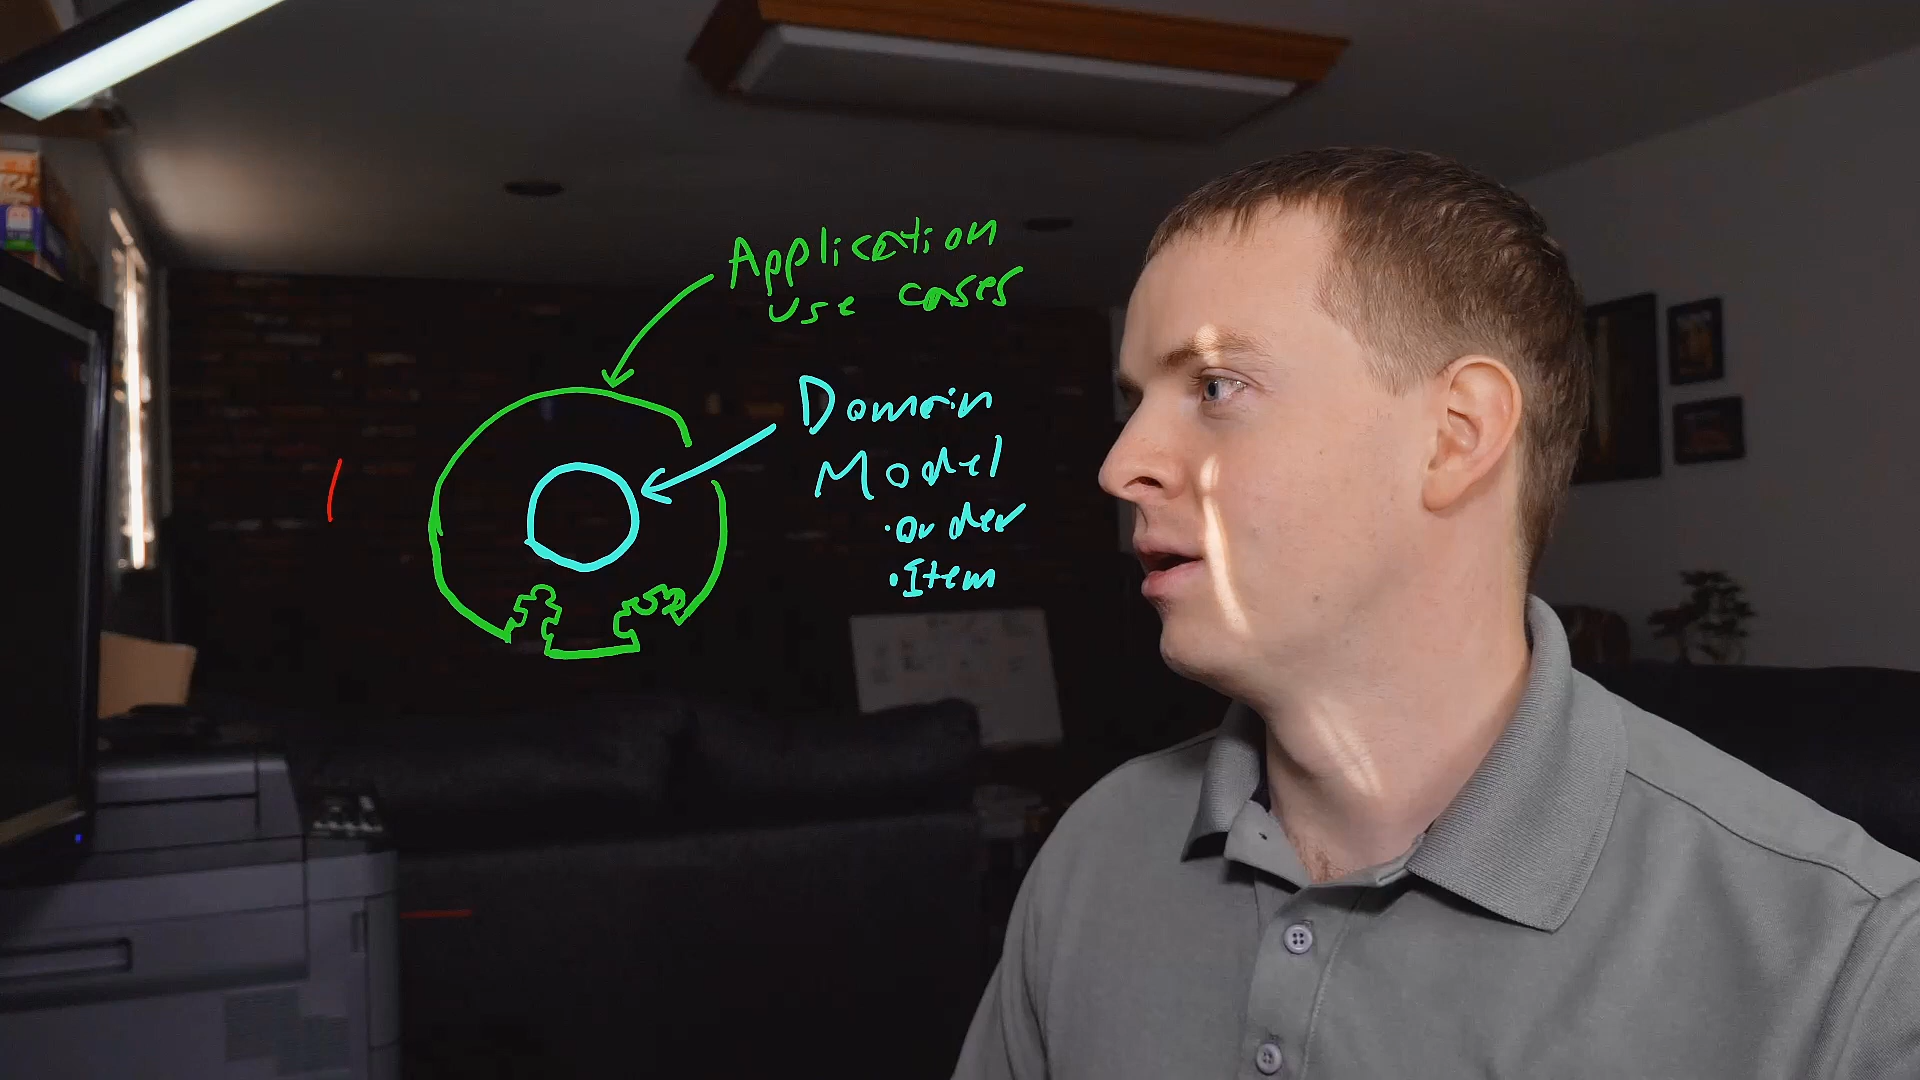 Application
use cases
Domain
Model
• Order
• Item